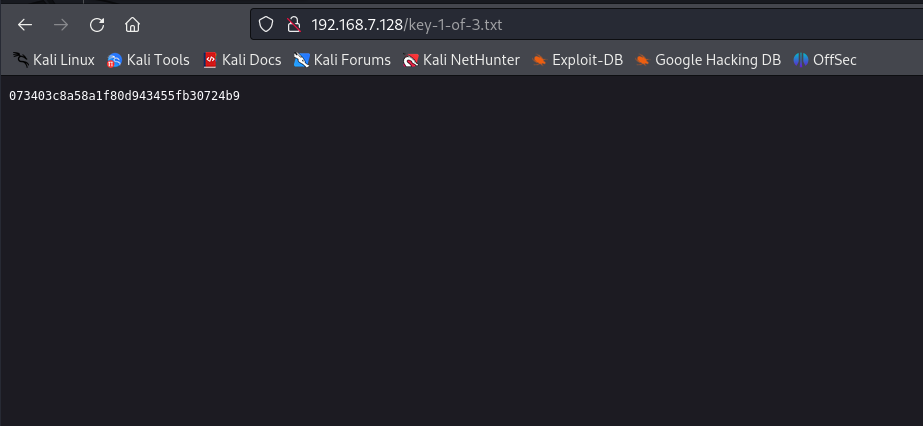 192.168.7.128/key-1-of-3.txt
Kali Linux Kali Tools Kali Docs Kali Forums Kali NetHunter Exploit-DB Google Hacking DB OffSec
073403c8a58a1f80d943455fb30724b9